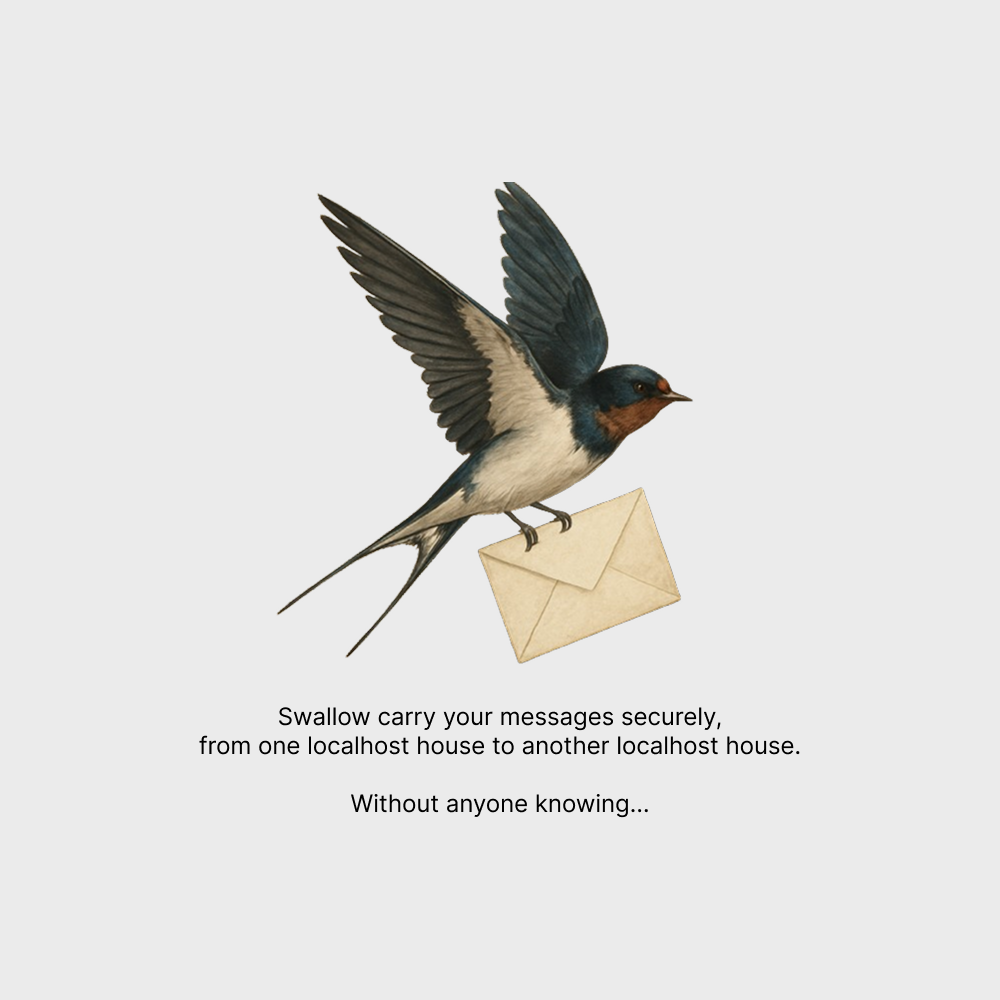 Swallow carry your messages securely,
from one localhost house to another localhost house.
Without anyone knowing...